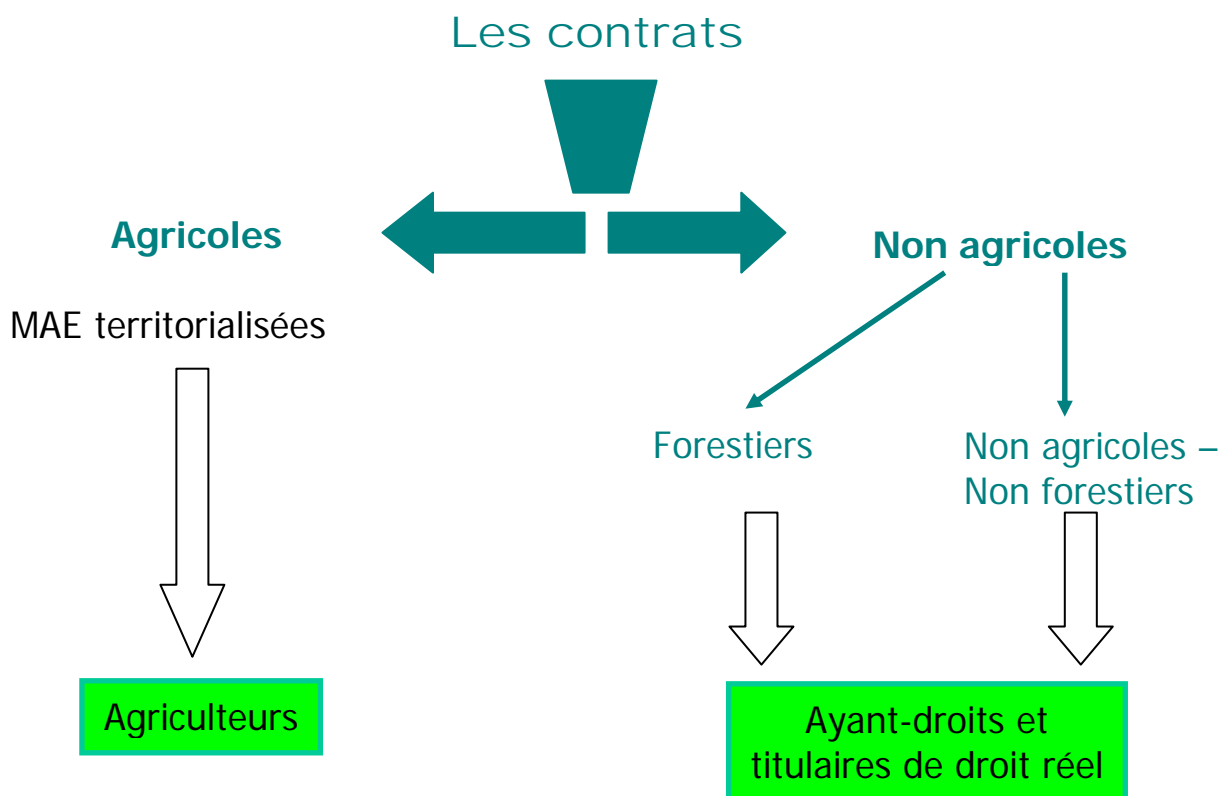 Les contrats
Agricoles
Non agricoles
MAE territorialisées
Forestiers
Non agricoles –
Non forestiers
Agriculteurs
Ayant-droits et
titulaires de droit réel